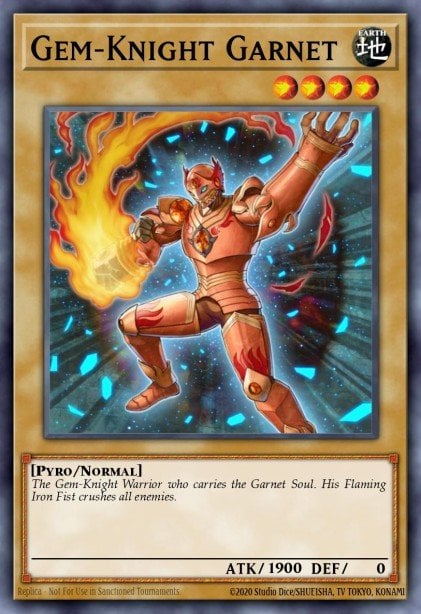 GEM-KNIGHT GARNET
EARTH
地
[PYRO/NORMAL]
The Gem-Knight Warrior who carries the Garnet Soul. His Flaming
Iron Fist crushes all enemies.
ATK/ 1900 DEF/ 0
Replica - Not For Use in Sanctioned Tournaments
©2020 Studio Dice/SHUEISHA, TV TOKYO, KONAMI